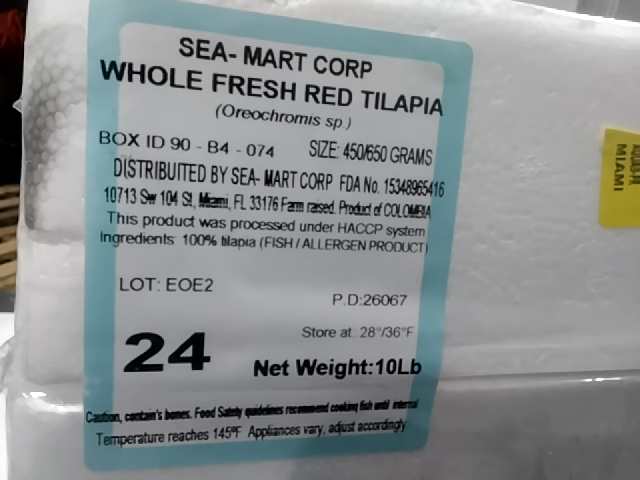 SEA- MART CORP
WHOLE FRESH RED TILAPIA
(Oreochromis sp.)
BOX ID 90 - B4 - 074 SIZE: 450/650 GRAMS
DISTRIBUITED BY SEA- MART CORP FDA No. 15348965416
10713 Sw 104 St, Miami, FL 33176 Farm raised. Product of COLOMBIA
This product was processed under HACCP system
Ingredients: 100% tilapia (FISH / ALLERGEN PRODUCT)
LOT: EOE2
P.D:26067
Store at: 28°/36°F
24 Net Weight:10Lb
Caution, contain's bones. Food Safety guidelines recommend cooking fish until internal
Temperature reaches 145ºF Appliances vary, adjust accordingly
MIAMI